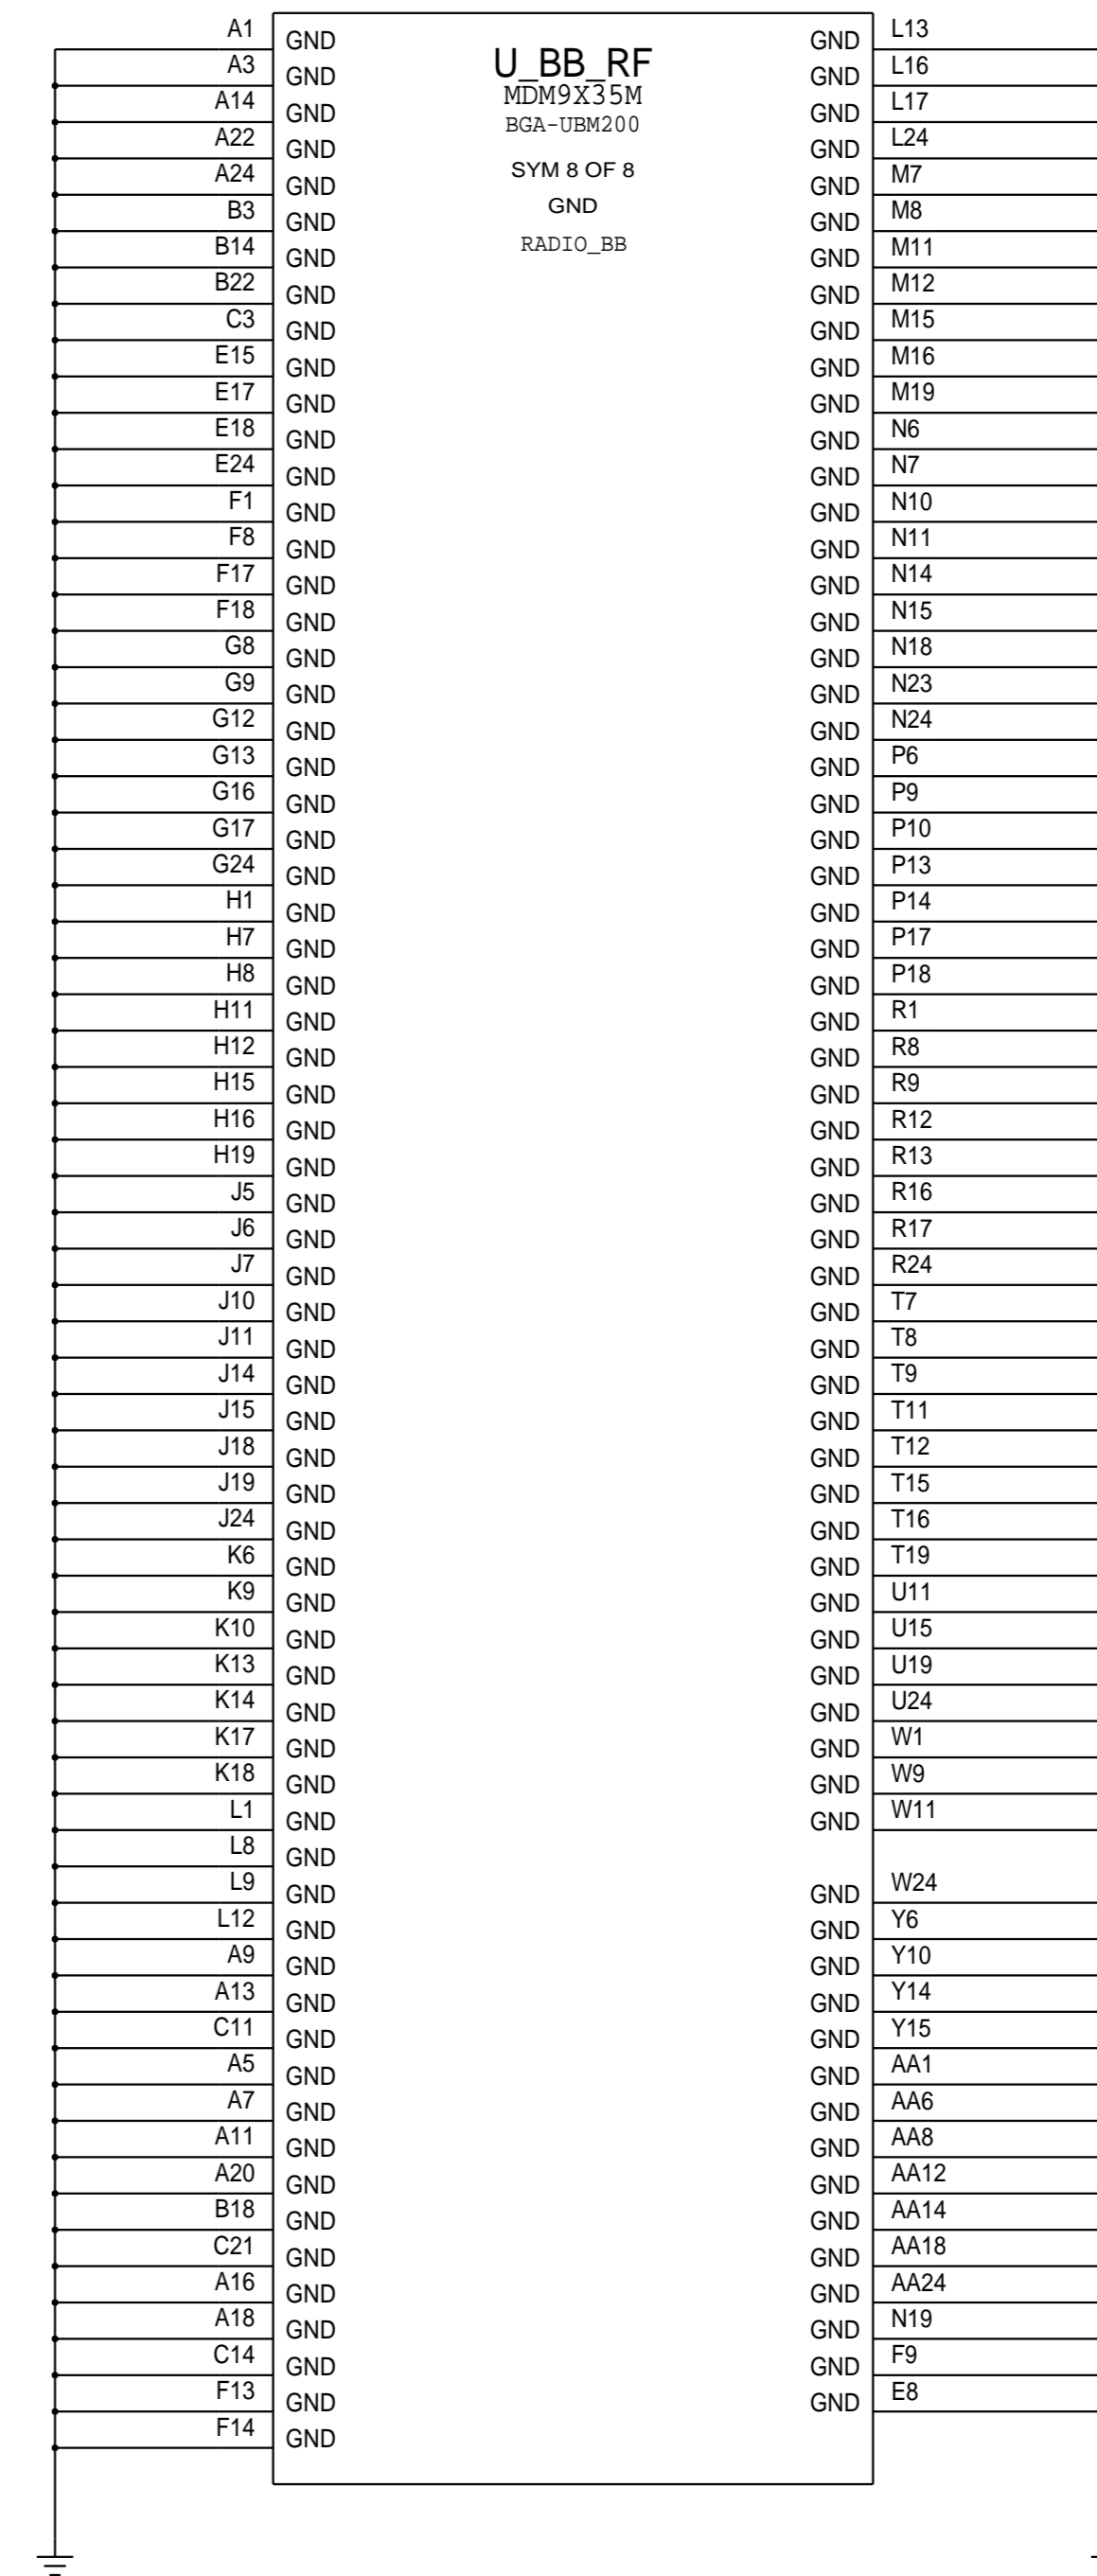 U_BB_RF
MDM9X35M
BGA-UBM200
SYM 8 OF 8
GND
RADIO_BB
A1 GND GND L13
A3 GND GND L16
A14 GND GND L17
A22 GND GND L24
A24 GND GND M7
B3 GND GND M8
B14 GND GND M11
B22 GND GND M12
C3 GND GND M15
E15 GND GND M16
E17 GND GND M19
E18 GND GND N6
E24 GND GND N7
F1 GND GND N10
F8 GND GND N11
F17 GND GND N14
F18 GND GND N15
G8 GND GND N18
G9 GND GND N23
G12 GND GND N24
G13 GND GND P6
G16 GND GND P9
G17 GND GND P10
G24 GND GND P13
H1 GND GND P14
H7 GND GND P17
H8 GND GND P18
H11 GND GND R1
H12 GND GND R8
H15 GND GND R9
H16 GND GND R12
H19 GND GND R13
J5 GND GND R16
J6 GND GND R17
J7 GND GND R24
J10 GND GND T7
J11 GND GND T8
J14 GND GND T9
J15 GND GND T11
J18 GND GND T12
J19 GND GND T15
J24 GND GND T16
K6 GND GND T19
K9 GND GND U11
K10 GND GND U15
K13 GND GND U19
K14 GND GND U24
K17 GND GND W1
K18 GND GND W9
L1 GND GND W11
L8 GND
L9 GND GND W24
L12 GND GND Y6
A9 GND GND Y10
A13 GND GND Y14
C11 GND GND Y15
A5 GND GND AA1
A7 GND GND AA6
A11 GND GND AA8
A20 GND GND AA12
B18 GND GND AA14
C21 GND GND AA18
A16 GND GND AA24
A18 GND GND N19
C14 GND GND F9
F13 GND GND E8
F14 GND